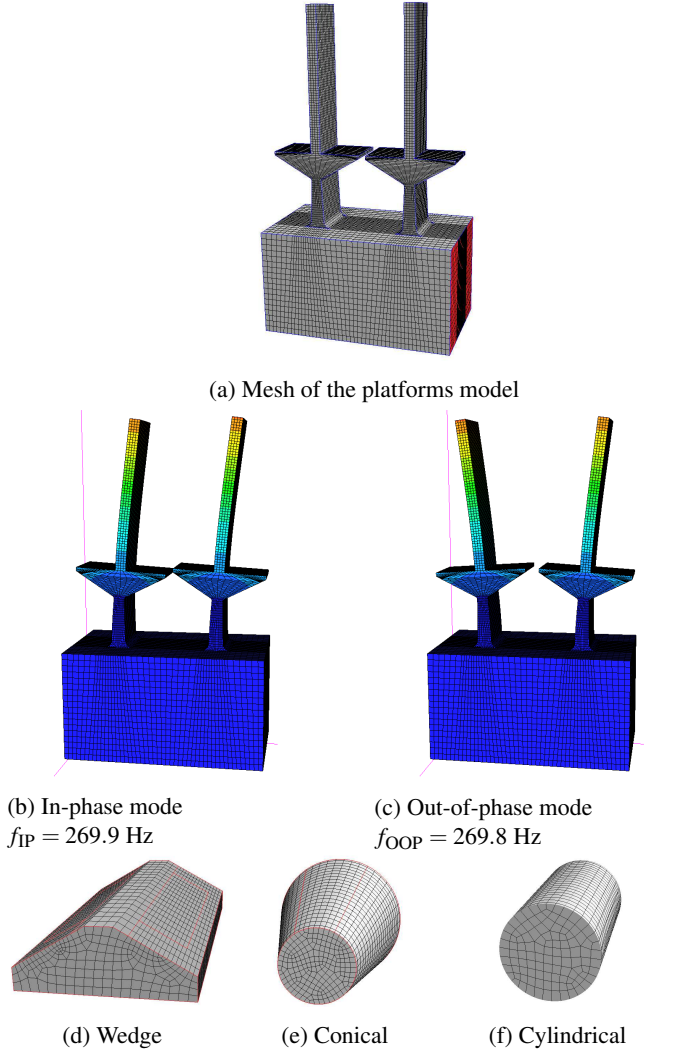 (a) Mesh of the platforms model
(b) In-phase mode
f_IP = 269.9 Hz
(c) Out-of-phase mode
f_OOP = 269.8 Hz
(d) Wedge
(e) Conical
(f) Cylindrical